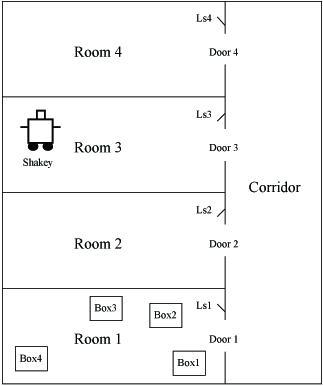 Ls4
Room 4
Door 4
Ls3
Room 3
Door 3
Shakey
Corridor
Ls2
Room 2
Door 2
Box3
Ls1
Box2
Room 1
Door 1
Box4
Box1